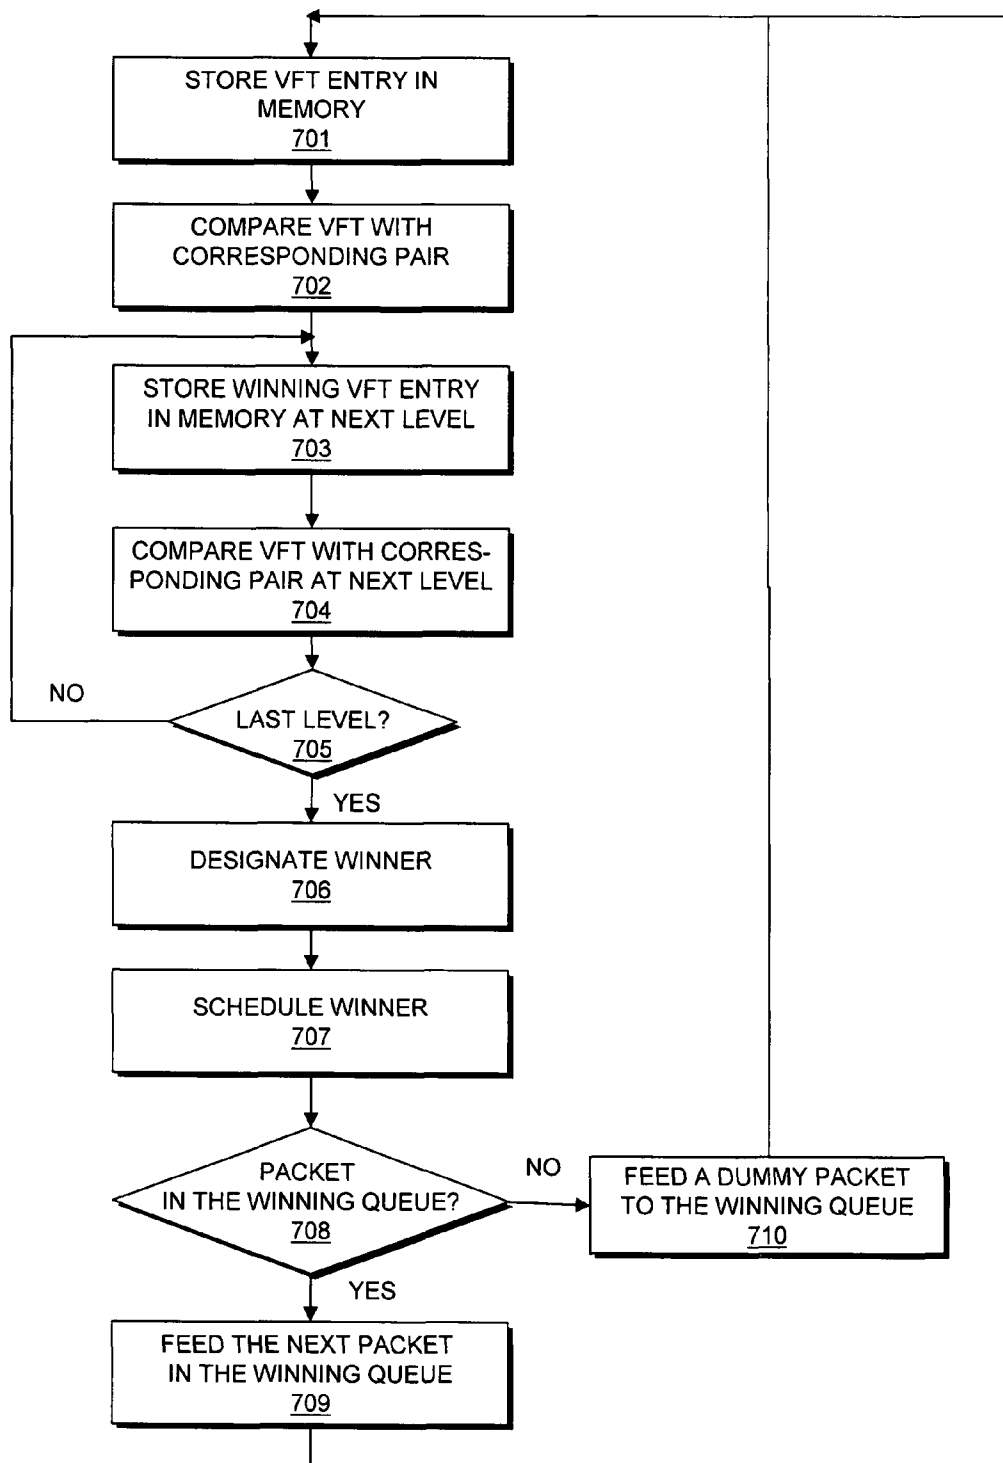 STORE VFT ENTRY IN
MEMORY
701
COMPARE VFT WITH
CORRESPONDING PAIR
702
STORE WINNING VFT ENTRY
IN MEMORY AT NEXT LEVEL
703
COMPARE VFT WITH CORRES-
PONDING PAIR AT NEXT LEVEL
704
NO
LAST LEVEL?
705
YES
DESIGNATE WINNER
706
SCHEDULE WINNER
707
PACKET
IN THE WINNING QUEUE?
708
NO
FEED A DUMMY PACKET
TO THE WINNING QUEUE
710
YES
FEED THE NEXT PACKET
IN THE WINNING QUEUE
709